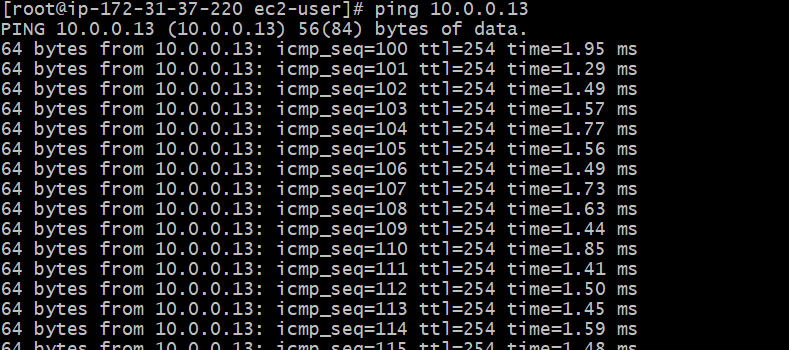 [root@ip-172-31-37-220 ec2-user]# ping 10.0.0.13
PING 10.0.0.13 (10.0.0.13) 56(84) bytes of data.
64 bytes from 10.0.0.13: icmp_seq=100 ttl=254 time=1.95 ms
64 bytes from 10.0.0.13: icmp_seq=101 ttl=254 time=1.29 ms
64 bytes from 10.0.0.13: icmp_seq=102 ttl=254 time=1.49 ms
64 bytes from 10.0.0.13: icmp_seq=103 ttl=254 time=1.57 ms
64 bytes from 10.0.0.13: icmp_seq=104 ttl=254 time=1.77 ms
64 bytes from 10.0.0.13: icmp_seq=105 ttl=254 time=1.56 ms
64 bytes from 10.0.0.13: icmp_seq=106 ttl=254 time=1.49 ms
64 bytes from 10.0.0.13: icmp_seq=107 ttl=254 time=1.73 ms
64 bytes from 10.0.0.13: icmp_seq=108 ttl=254 time=1.63 ms
64 bytes from 10.0.0.13: icmp_seq=109 ttl=254 time=1.44 ms
64 bytes from 10.0.0.13: icmp_seq=110 ttl=254 time=1.85 ms
64 bytes from 10.0.0.13: icmp_seq=111 ttl=254 time=1.41 ms
64 bytes from 10.0.0.13: icmp_seq=112 ttl=254 time=1.50 ms
64 bytes from 10.0.0.13: icmp_seq=113 ttl=254 time=1.45 ms
64 bytes from 10.0.0.13: icmp_seq=114 ttl=254 time=1.59 ms
64 bytes from 10.0.0.13: icmp_seq=115 ttl=254 time=1.48 ms